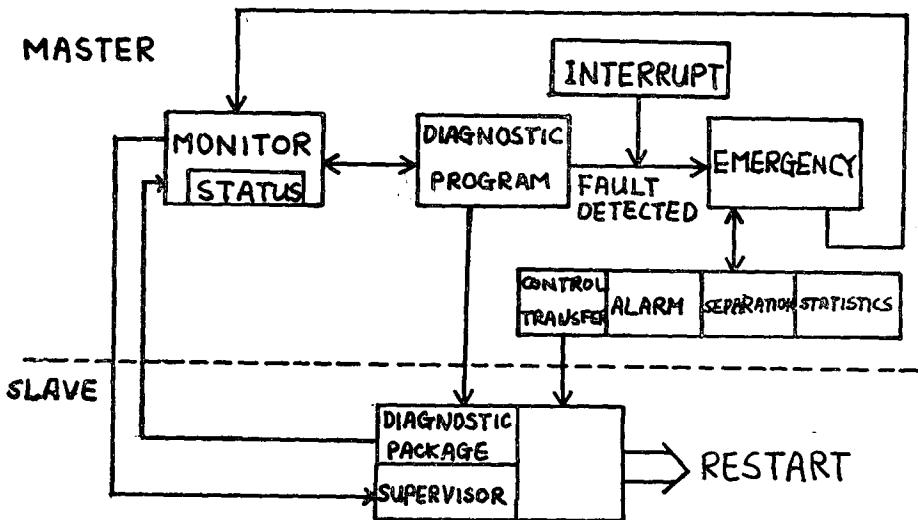 MASTER
INTERRUPT
MONITOR
STATUS
DIAGNOSTIC
PROGRAM
FAULT
DETECTED
EMERGENCY
CONTROL
TRANSFER
ALARM
SEPARATION
STATISTICS
SLAVE
DIAGNOSTIC
PACKAGE
SUPERVISOR
RESTART